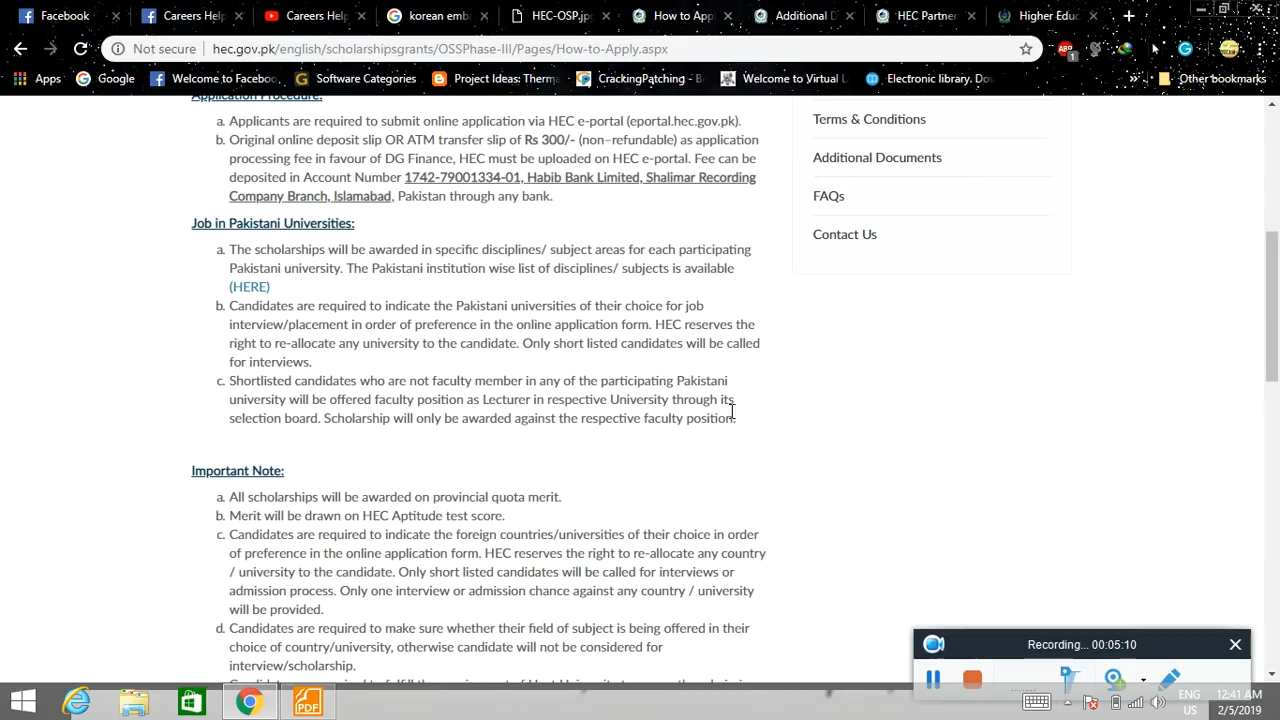 Facebook
Careers Help
Careers Help
korean emb
HEC-OSP.jp
How to App
Additional D
HEC Partner
Higher Edu
Not secure
hec.gov.pk/english/scholarshipsgrants/OSSPhase-III/Pages/How-to-Apply.aspx
ABP
1
Apps
Google
Welcome to Facebo
Software Categories
Project Ideas: Therm
CrackingPatching - B
Welcome to Virtual L
Electronic library. Do
Other bookmarks
Application Procedure:
a. Applicants are required to submit online application via HEC e-portal (eportal.hec.gov.pk).
b. Original online deposit slip OR ATM transfer slip of Rs 300/- (non–refundable) as application
processing fee in favour of DG Finance, HEC must be uploaded on HEC e-portal. Fee can be
deposited in Account Number 1742-79001334-01, Habib Bank Limited, Shalimar Recording
Company Branch, Islamabad, Pakistan through any bank.
Job in Pakistani Universities:
a. The scholarships will be awarded in specific disciplines/ subject areas for each participating
Pakistani university. The Pakistani institution wise list of disciplines/ subjects is available
(HERE)
b. Candidates are required to indicate the Pakistani universities of their choice for job
interview/placement in order of preference in the online application form. HEC reserves the
right to re-allocate any university to the candidate. Only short listed candidates will be called
for interviews.
c. Shortlisted candidates who are not faculty member in any of the participating Pakistani
university will be offered faculty position as Lecturer in respective University through its
selection board. Scholarship will only be awarded against the respective faculty position.
Important Note:
a. All scholarships will be awarded on provincial quota merit.
b. Merit will be drawn on HEC Aptitude test score.
c. Candidates are required to indicate the foreign countries/universities of their choice in order
of preference in the online application form. HEC reserves the right to re-allocate any country
/ university to the candidate. Only short listed candidates will be called for interviews or
admission process. Only one interview or admission chance against any country / university
will be provided.
d. Candidates are required to make sure whether their field of subject is being offered in their
choice of country/university, otherwise candidate will not be considered for
interview/scholarship.
Terms & Conditions
Additional Documents
FAQs
Contact Us
Recording... 00:05:10
PDF
ENG
US
12:41 AM
2/5/2019